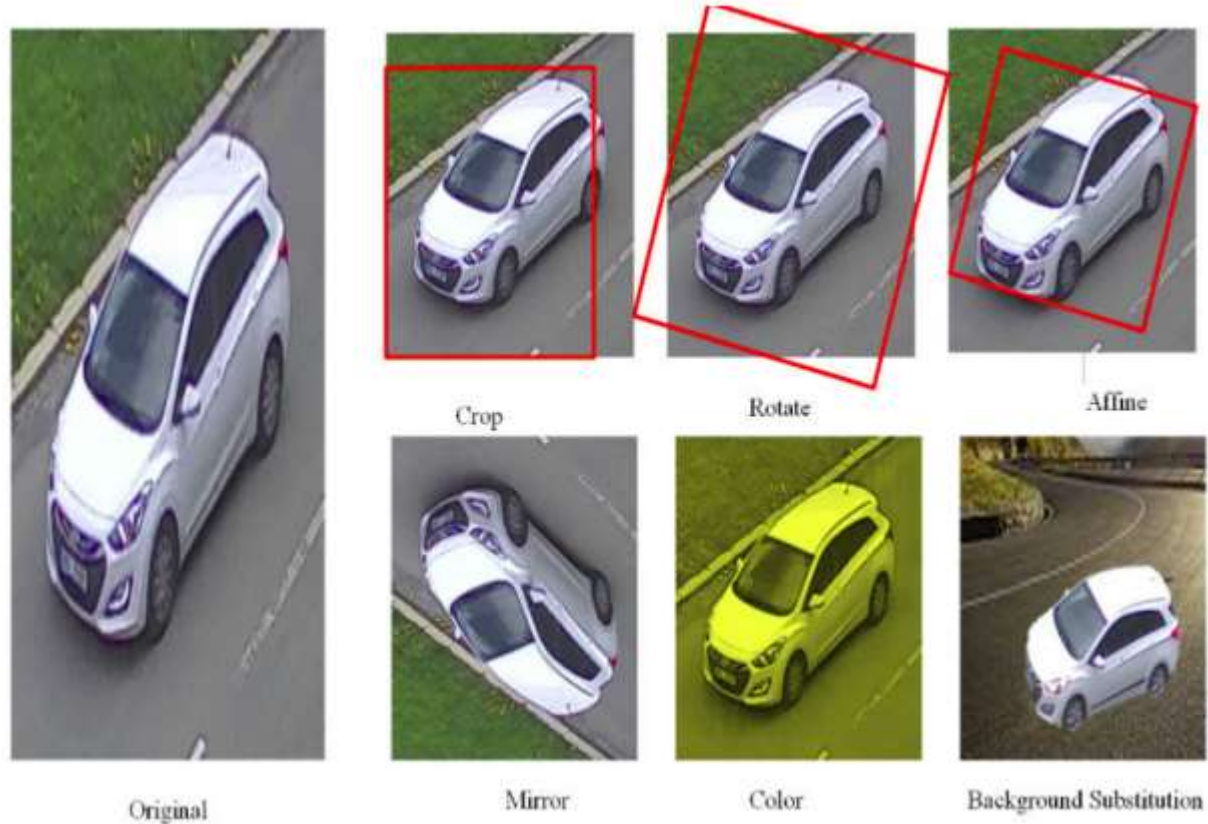 Crop
Rotate
Affine
Original
Mirror
Color
Background Substitution